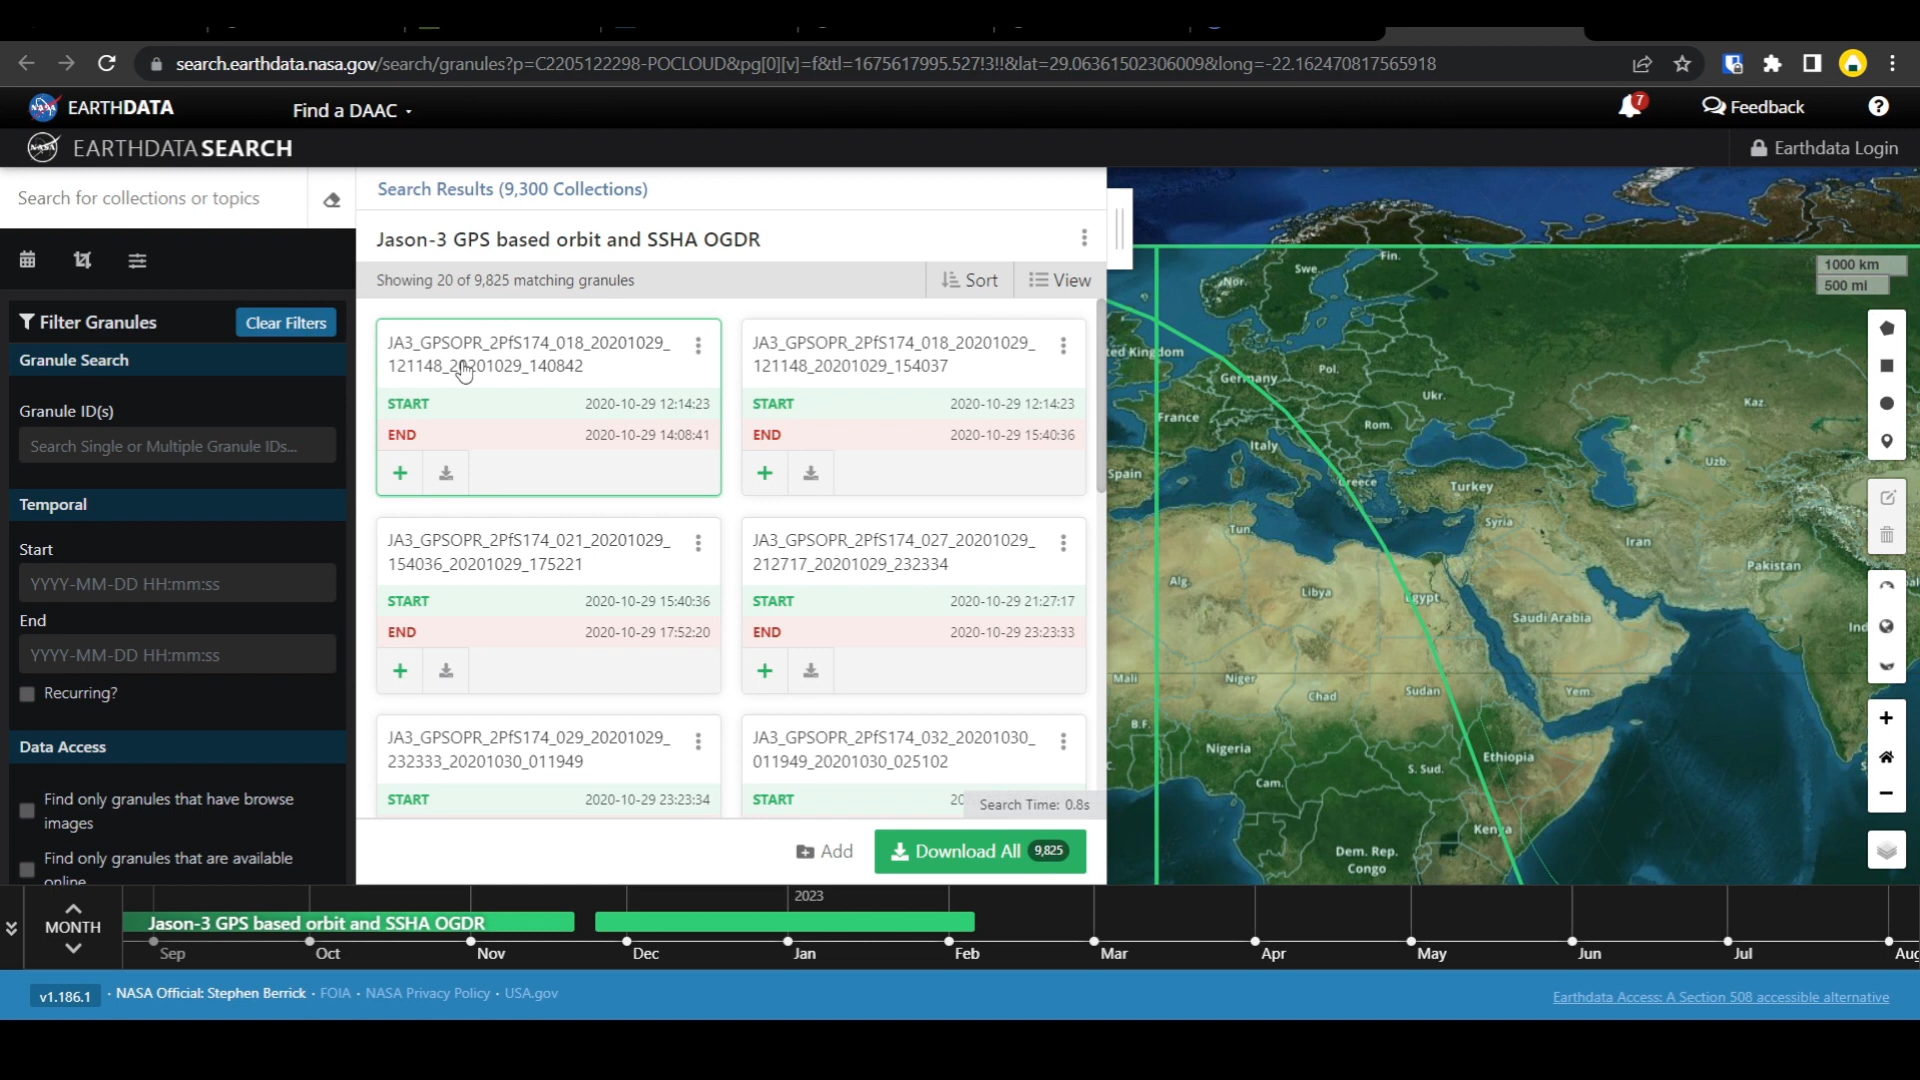 search.earthdata.nasa.gov/search/granules?p=C2205122298-POCLOUD&pg[0][v]=f&tl=1675617995.527!3!!&lat=29.06361502306009&long=-22.162470817565918
NASA EARTHDATA
Find a DAAC
7
Feedback
?
NASA EARTHDATA SEARCH
Earthdata Login
Search for collections or topics
Search Results (9,300 Collections)
Jason-3 GPS based orbit and SSHA OGDR
Showing 20 of 9,825 matching granules
Sort
View
Filter Granules
Clear Filters
Granule Search
Granule ID(s)
Search Single or Multiple Granule IDs...
Temporal
Start
YYYY-MM-DD HH:mm:ss
End
YYYY-MM-DD HH:mm:ss
Recurring?
Data Access
Find only granules that have browse
images
Find only granules that are available
online
JA3_GPSOPR_2PfS174_018_20201029_
121148_20201029_140842
START 2020-10-29 12:14:23
END 2020-10-29 14:08:41
JA3_GPSOPR_2PfS174_018_20201029_
121148_20201029_154037
START 2020-10-29 12:14:23
END 2020-10-29 15:40:36
JA3_GPSOPR_2PfS174_021_20201029_
154036_20201029_175221
START 2020-10-29 15:40:36
END 2020-10-29 17:52:20
JA3_GPSOPR_2PfS174_027_20201029_
212717_20201029_232334
START 2020-10-29 21:27:17
END 2020-10-29 23:23:33
JA3_GPSOPR_2PfS174_029_20201029_
232333_20201030_011949
START 2020-10-29 23:23:34
JA3_GPSOPR_2PfS174_032_20201030_
011949_20201030_025102
START 20
Search Time: 0.8s
Add
Download All 9,825
1000 km
500 ml
Fin.
Swe.
Nor.
ed Kingdom
Pol.
Germany
Ukr.
Kaz.
France
Rom.
Italy
Uzb.
Spain
Greece
Turkey
Tun.
Syria
Iran
Pakistan
Alg.
Libya
Egypt
Saudi Arabia
Ind
Mali
Niger
Chad
Sudan
Yem.
B.F.
Nigeria
Ethiopia
S. Sud.
Cam.
Kenya
Dem. Rep.
Congo
MONTH
Jason-3 GPS based orbit and SSHA OGDR
2023
Sep Oct Nov Dec Jan Feb Mar Apr May Jun Jul Aug
v1.186.1 · NASA Official: Stephen Berrick · FOIA · NASA Privacy Policy · USA.gov
Earthdata Access: A Section 508 accessible alternative